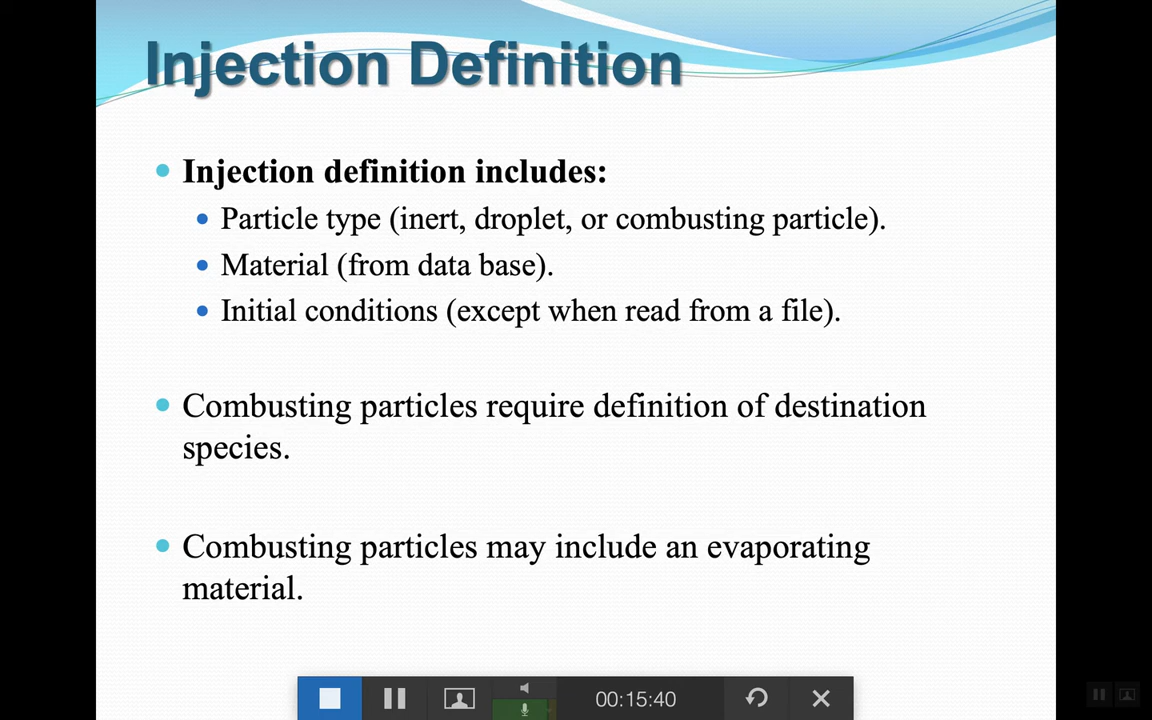 Injection Definition
Injection definition includes:
Particle type (inert, droplet, or combusting particle).
Material (from data base).
Initial conditions (except when read from a file).
Combusting particles require definition of destination
species.
Combusting particles may include an evaporating
material.
00:15:40